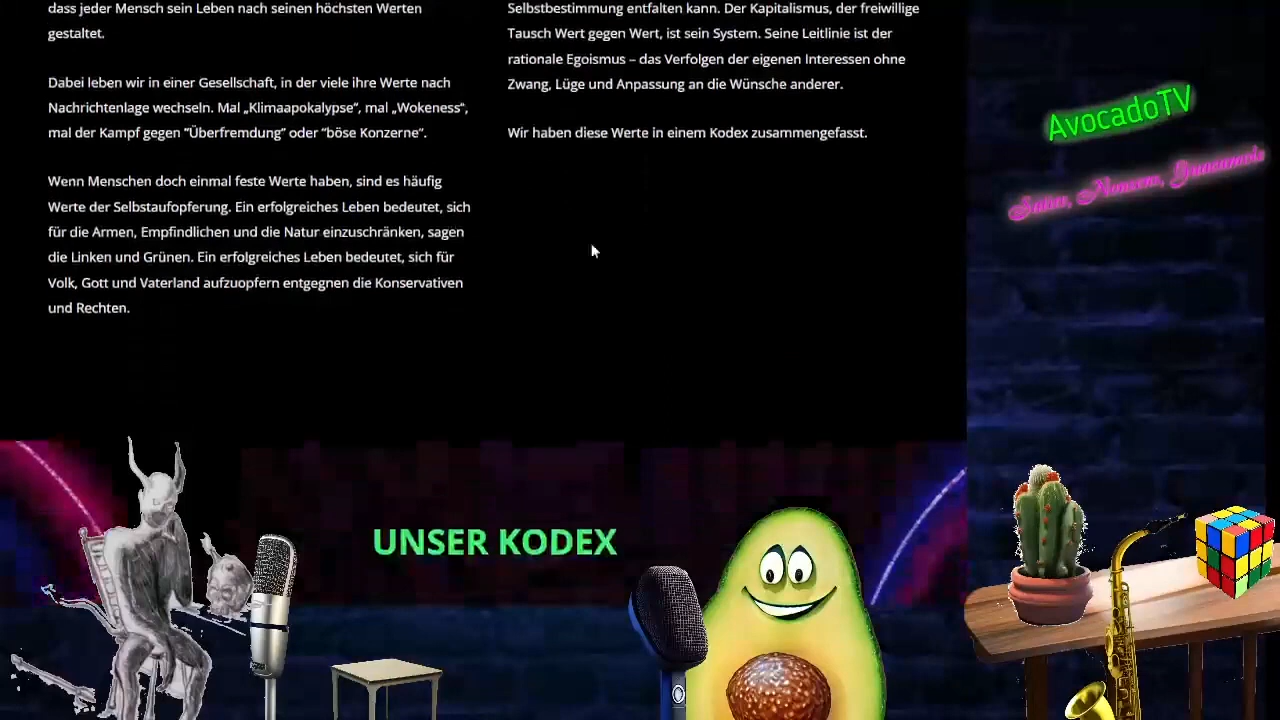 dass jeder Mensch sein Leben nach seinen höchsten Werten
gestaltet.
Dabei leben wir in einer Gesellschaft, in der viele ihre Werte nach
Nachrichtenlage wechseln. Mal „Klimaapokalypse“, mal „Wokeness“,
mal der Kampf gegen “Überfremdung” oder “böse Konzerne”.
Wenn Menschen doch einmal feste Werte haben, sind es häufig
Werte der Selbstaufopferung. Ein erfolgreiches Leben bedeutet, sich
für die Armen, Empfindlichen und die Natur einzuschränken, sagen
die Linken und Grünen. Ein erfolgreiches Leben bedeutet, sich für
Volk, Gott und Vaterland aufzuopfern entgegnen die Konservativen
und Rechten.
Selbstbestimmung entfalten kann. Der Kapitalismus, der freiwillige
Tausch Wert gegen Wert, ist sein System. Seine Leitlinie ist der
rationale Egoismus – das Verfolgen der eigenen Interessen ohne
Zwang, Lüge und Anpassung an die Wünsche anderer.
Wir haben diese Werte in einem Kodex zusammengefasst.
AvocadoTV
Satire, Nonsens, Guacamole
UNSER KODEX